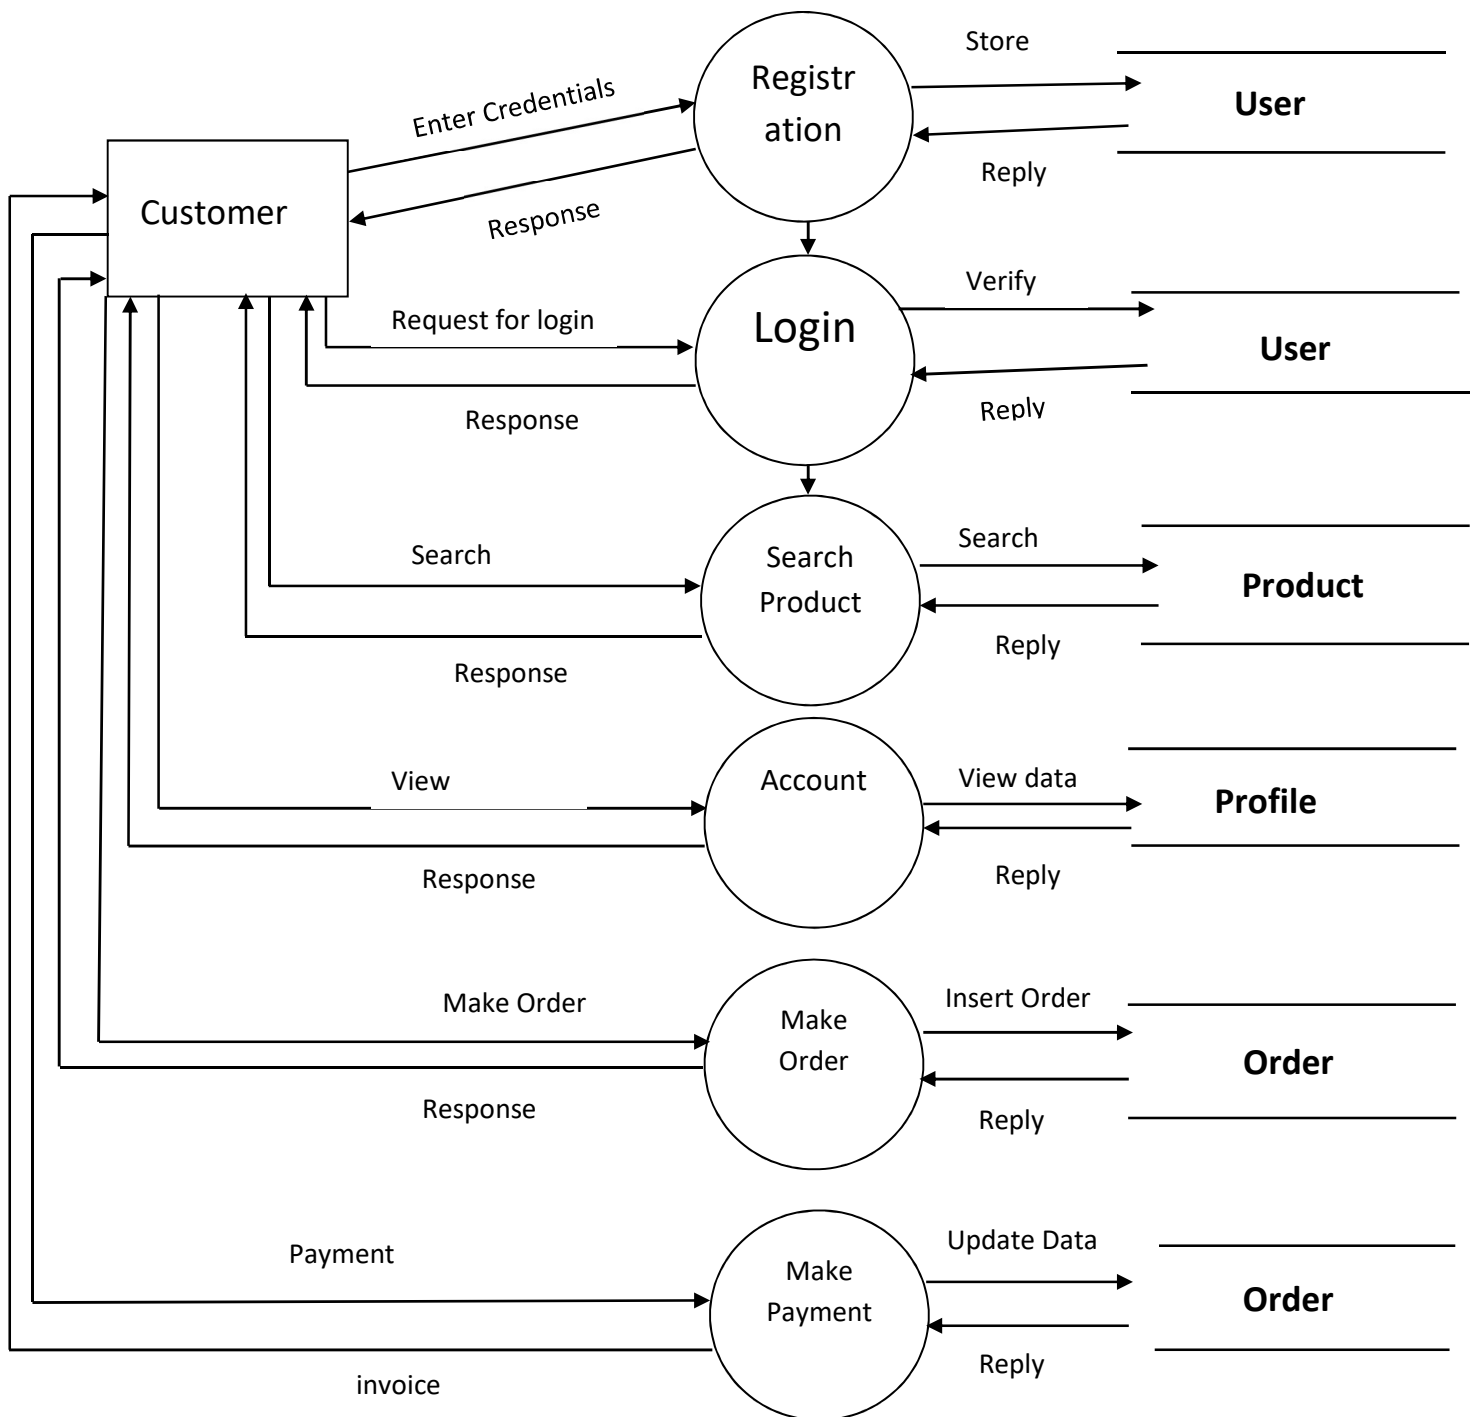 Store
Enter Credentials
Registr
ation
User
Reply
Customer
Response
Verify
Request for login
Login
User
Response
Reply
Search
Search
Product
Search
Product
Response
Reply
View
Account
View data
Profile
Response
Reply
Make Order
Make
Order
Insert Order
Order
Response
Reply
Payment
Make
Payment
Update Data
Order
invoice
Reply